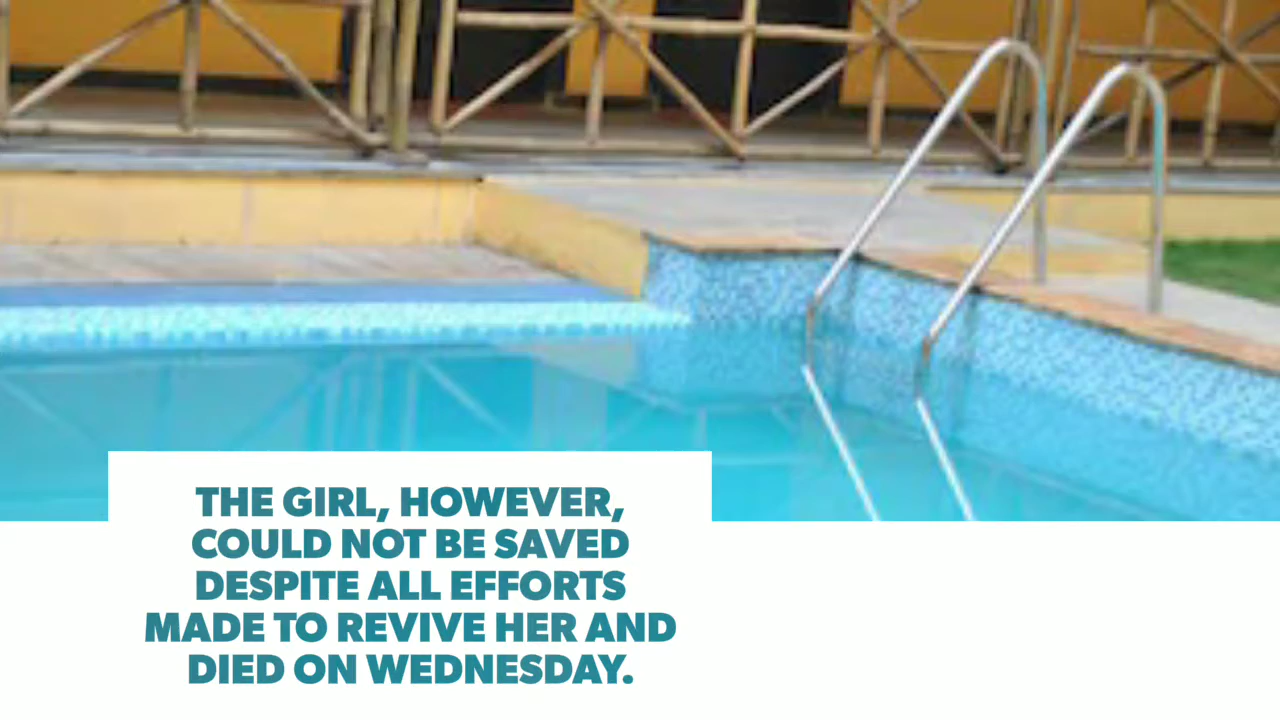 THE GIRL, HOWEVER,
COULD NOT BE SAVED
DESPITE ALL EFFORTS
MADE TO REVIVE HER AND
DIED ON WEDNESDAY.